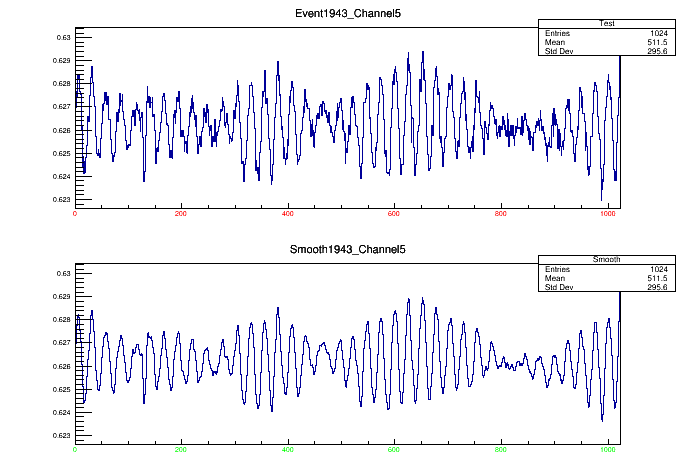 Event1943_Channel5
Test
Entries 1024
Mean 511.5
Std Dev 295.6
0.63
0.629
0.628
0.627
0.626
0.625
0.624
0.623
0 200 400 600 800 1000
Smooth1943_Channel5
Smooth
Entries 1024
Mean 511.5
Std Dev 295.6
0.63
0.629
0.628
0.627
0.626
0.625
0.624
0.623
0 200 400 600 800 1000